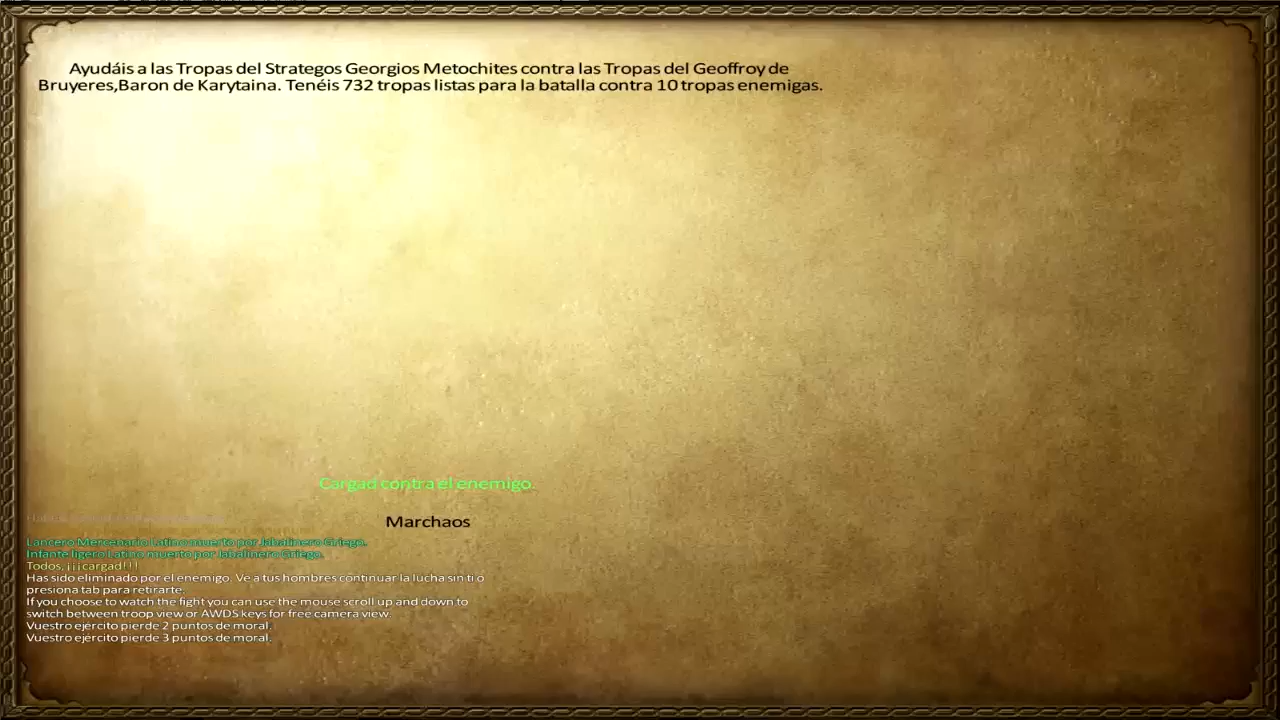 Ayudáis a las Tropas del Strategos Georgios Metochites contra las Tropas del Geoffroy de
Bruyeres,Baron de Karytaina. Tenéis 732 tropas listas para la batalla contra 10 tropas enemigas.
Cargad contra el enemigo.
Marchaos
Lancero Mercenario Latino muerto por Jabalinero Griego.
Infante ligero Latino muerto por Jabalinero Griego.
Todos, ¡¡¡cargad!!!
Has sido eliminado por el enemigo. Ve a tus hombres continuar la lucha sin ti o
presiona tab para retirarte.
If you choose to watch the fight you can use the mouse scroll up and down to
switch between troop view or AWDS keys for free camera view.
Vuestro ejército pierde 2 puntos de moral.
Vuestro ejército pierde 3 puntos de moral.